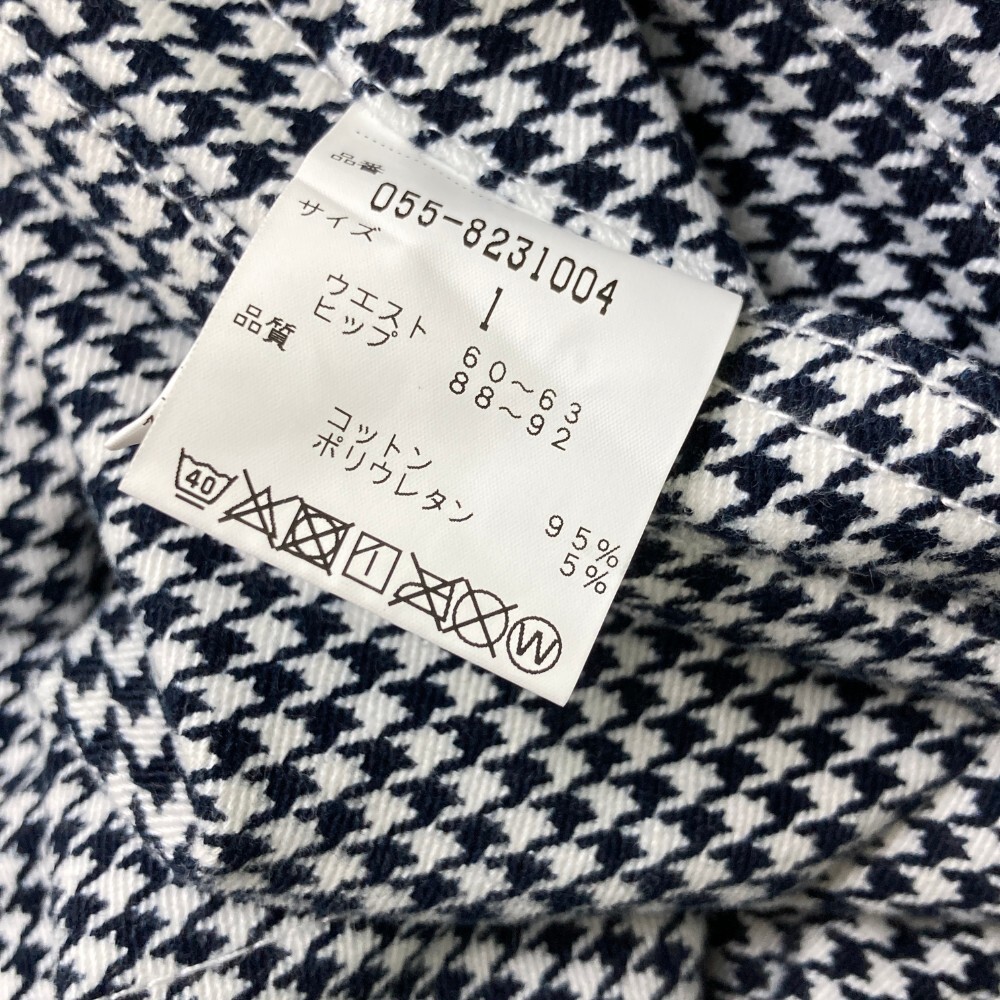 品番
055-8231004
サイズ 1
ウエスト 60～63
ヒップ 88～92
品質
コットン 95%
ポリウレタン 5%
40
W